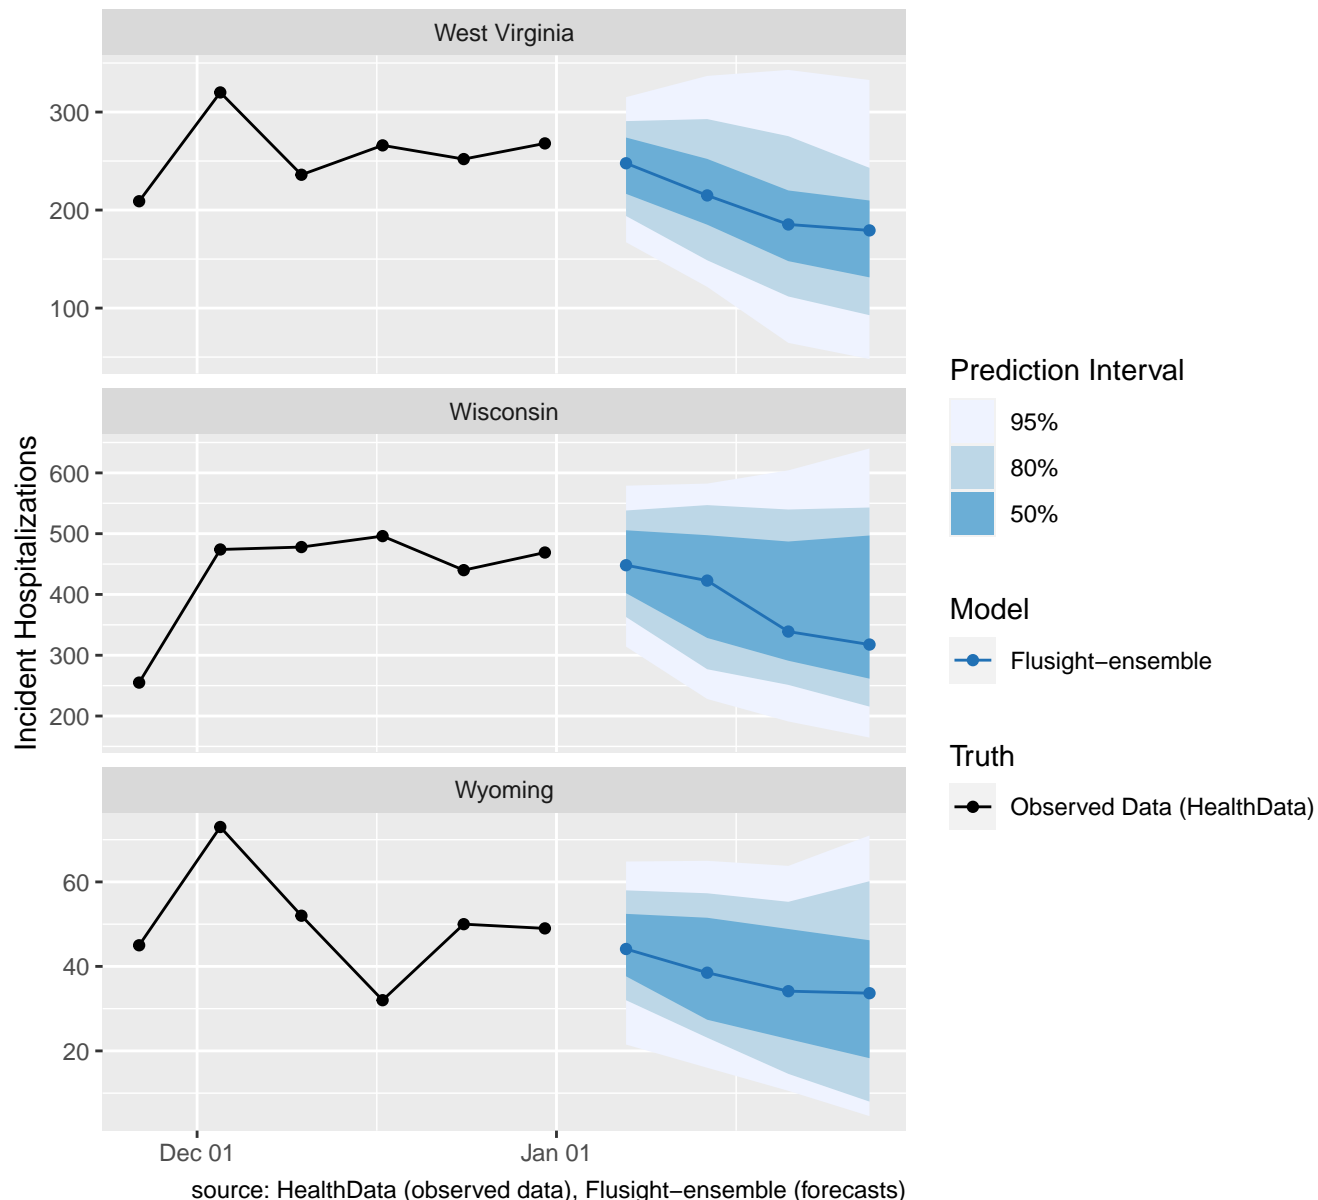 West Virginia
300
200
100
Wisconsin
600
500
400
300
200
Wyoming
60
40
20
Dec 01
Jan 01
Incident Hospitalizations
source: HealthData (observed data), Flusight−ensemble (forecasts)
Prediction Interval
95%
80%
50%
Model
Flusight−ensemble
Truth
Observed Data (HealthData)